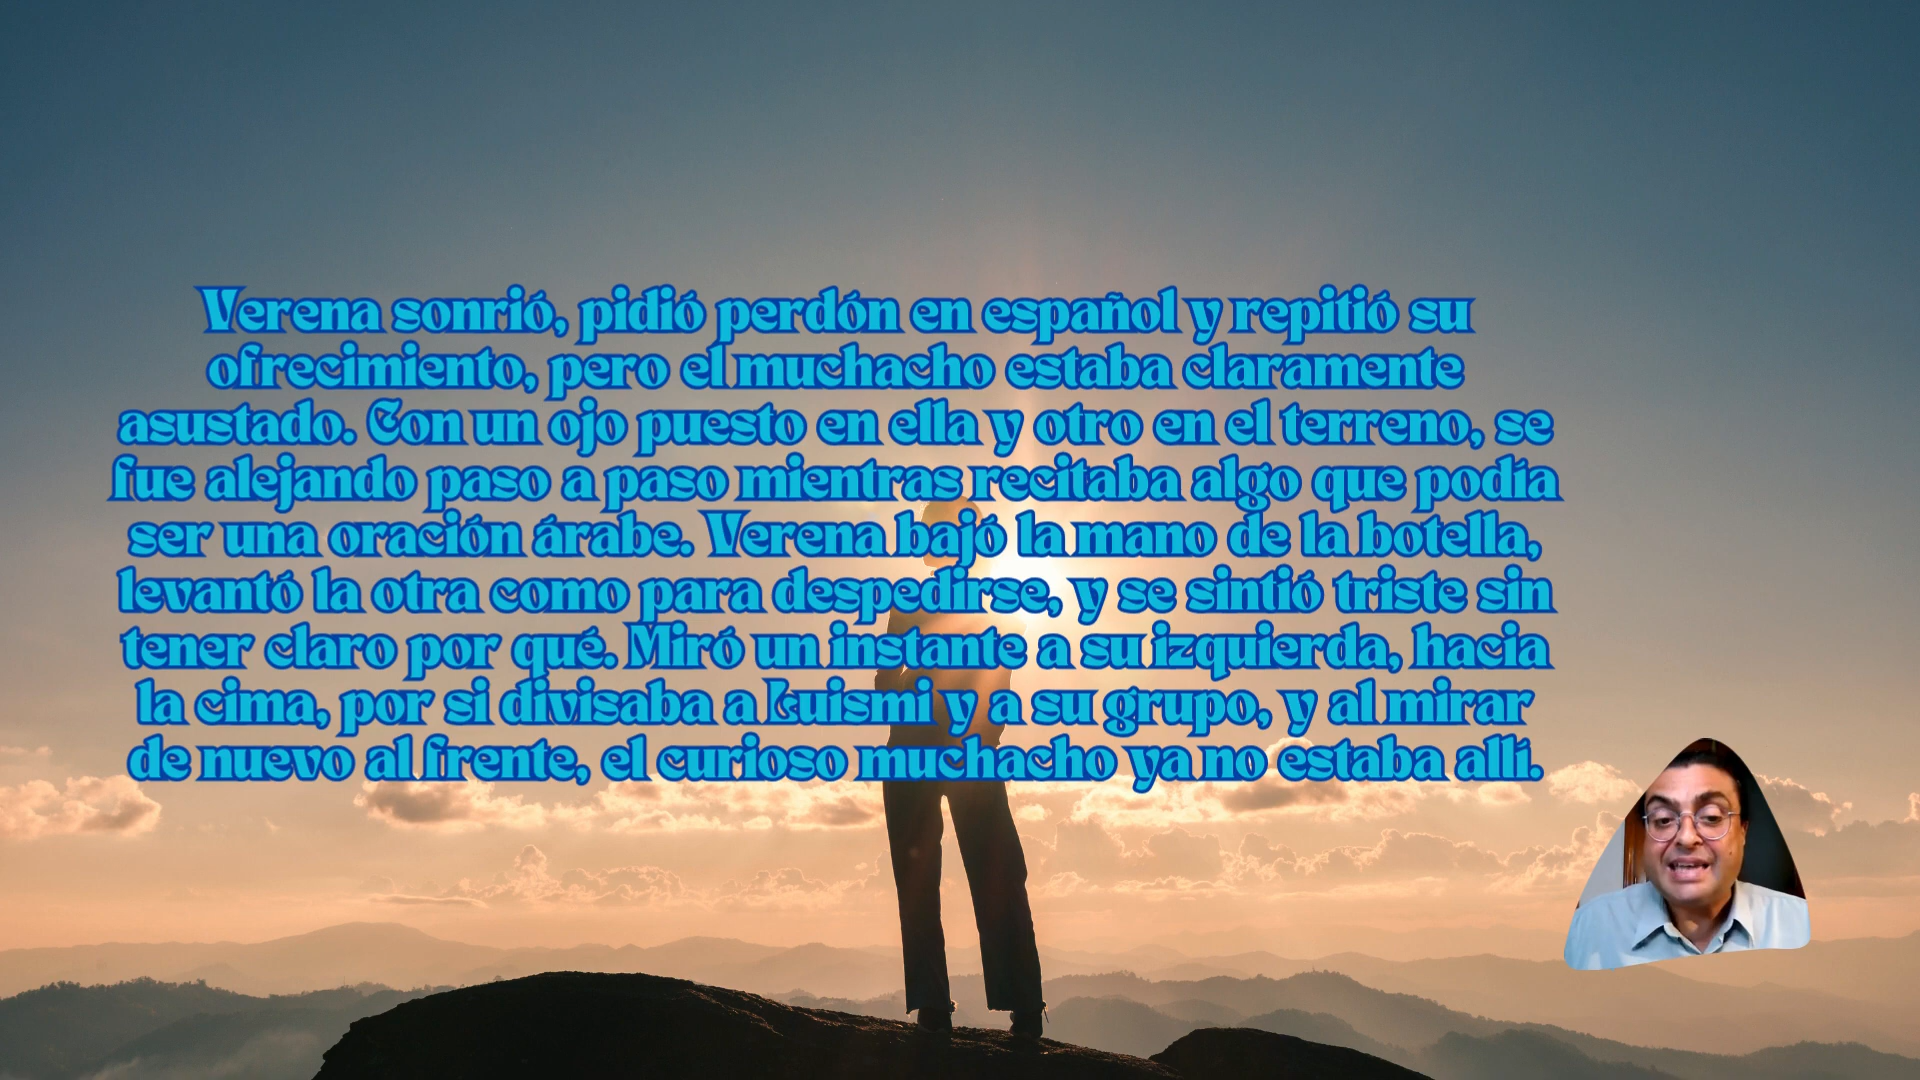 Verena sonrió, pidió perdón en español y repitió su
ofrecimiento, pero el muchacho estaba claramente
asustado. Con un ojo puesto en ella y otro en el terreno, se
fue alejando paso a paso mientras recitaba algo que podía
ser una oración árabe. Verena bajó la mano de la botella,
levantó la otra como para despedirse, y se sintió triste sin
tener claro por qué. Miró un instante a su izquierda, hacia
la cima, por si divisaba a Luismi y a su grupo, y al mirar
de nuevo al frente, el curioso muchacho ya no estaba allí.